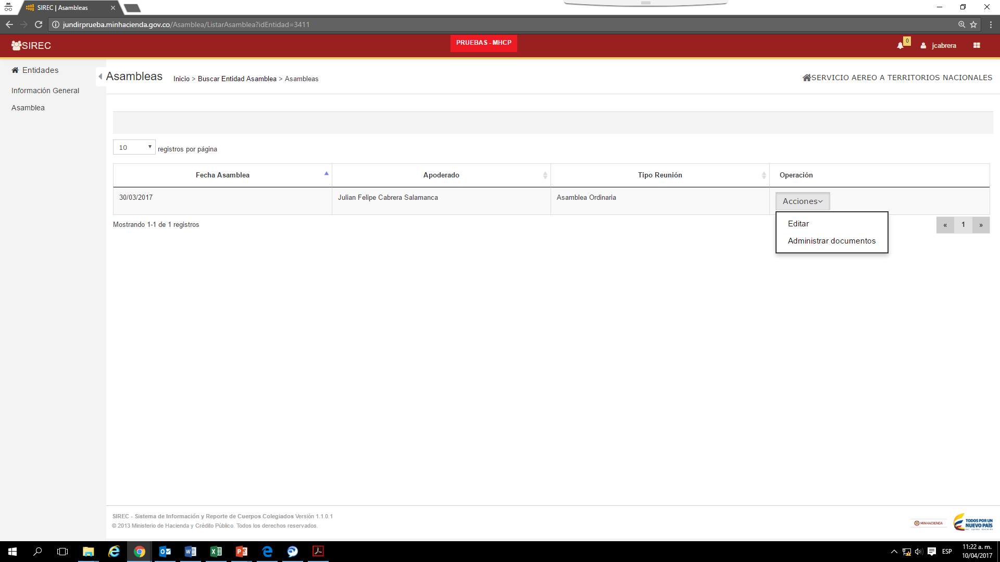 SIREC | Asambleas
jundirprueba.minhacienda.gov.co/Asamblea/ListarAsamblea?idEntidad=3411
SIREC
PRUEBAS - MHCP
0
jcabrera
Entidades
Información General
Asamblea
Asambleas
Inicio > Buscar Entidad Asamblea > Asambleas
SERVICIO AEREO A TERRITORIOS NACIONALES
10 registros por página
Fecha Asamblea Apoderado Tipo Reunión Operación
30/03/2017 Julian Felipe Cabrera Salamanca Asamblea Ordinaria Acciones
Editar
Administrar documentos
Mostrando 1-1 de 1 registros
« 1 »
SIREC - Sistema de Información y Reporte de Cuerpos Colegiados Versión 1.1.0.1
© 2013 Ministerio de Hacienda y Crédito Público. Todos los derechos reservados.
MINHACIENDA
TODOS POR UN
NUEVO PAÍS
PAZ EQUIDAD EDUCACIÓN
ESP
11:22 a. m.
10/04/2017